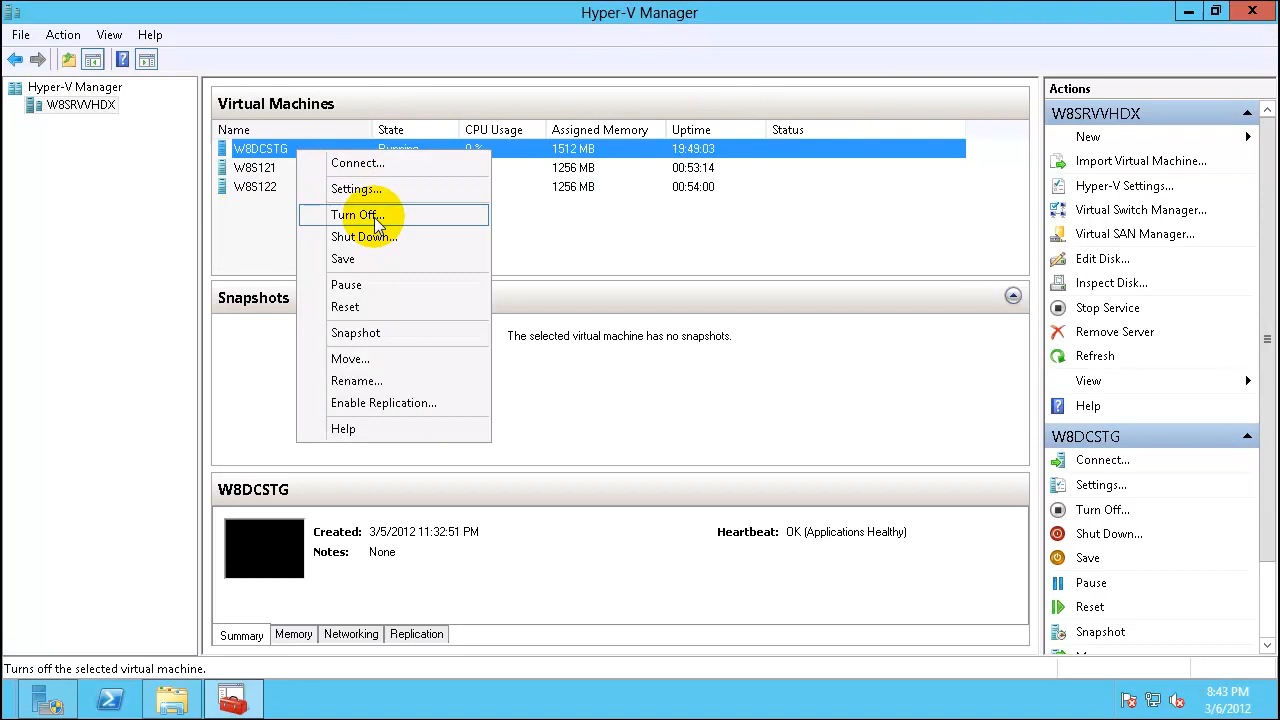 Hyper-V Manager
File Action View Help
Hyper-V Manager
W8SRVVHDX
Virtual Machines
Name State CPU Usage Assigned Memory Uptime Status
W8DCSTG Running 0 % 1512 MB 19:49:03
W8S121 1256 MB 00:53:14
W8S122 1256 MB 00:54:00
Connect...
Settings...
Turn Off...
Shut Down...
Save
Pause
Reset
Snapshot
Move...
Rename...
Enable Replication...
Help
Snapshots
The selected virtual machine has no snapshots.
W8DCSTG
Created: 3/5/2012 11:32:51 PM
Notes: None
Heartbeat: OK (Applications Healthy)
Summary Memory Networking Replication
Actions
W8SRVVHDX
New
Import Virtual Machine...
Hyper-V Settings...
Virtual Switch Manager...
Virtual SAN Manager...
Edit Disk...
Inspect Disk...
Stop Service
Remove Server
Refresh
View
Help
W8DCSTG
Connect...
Settings...
Turn Off...
Shut Down...
Save
Pause
Reset
Snapshot
Turns off the selected virtual machine.
8:43 PM
3/6/2012